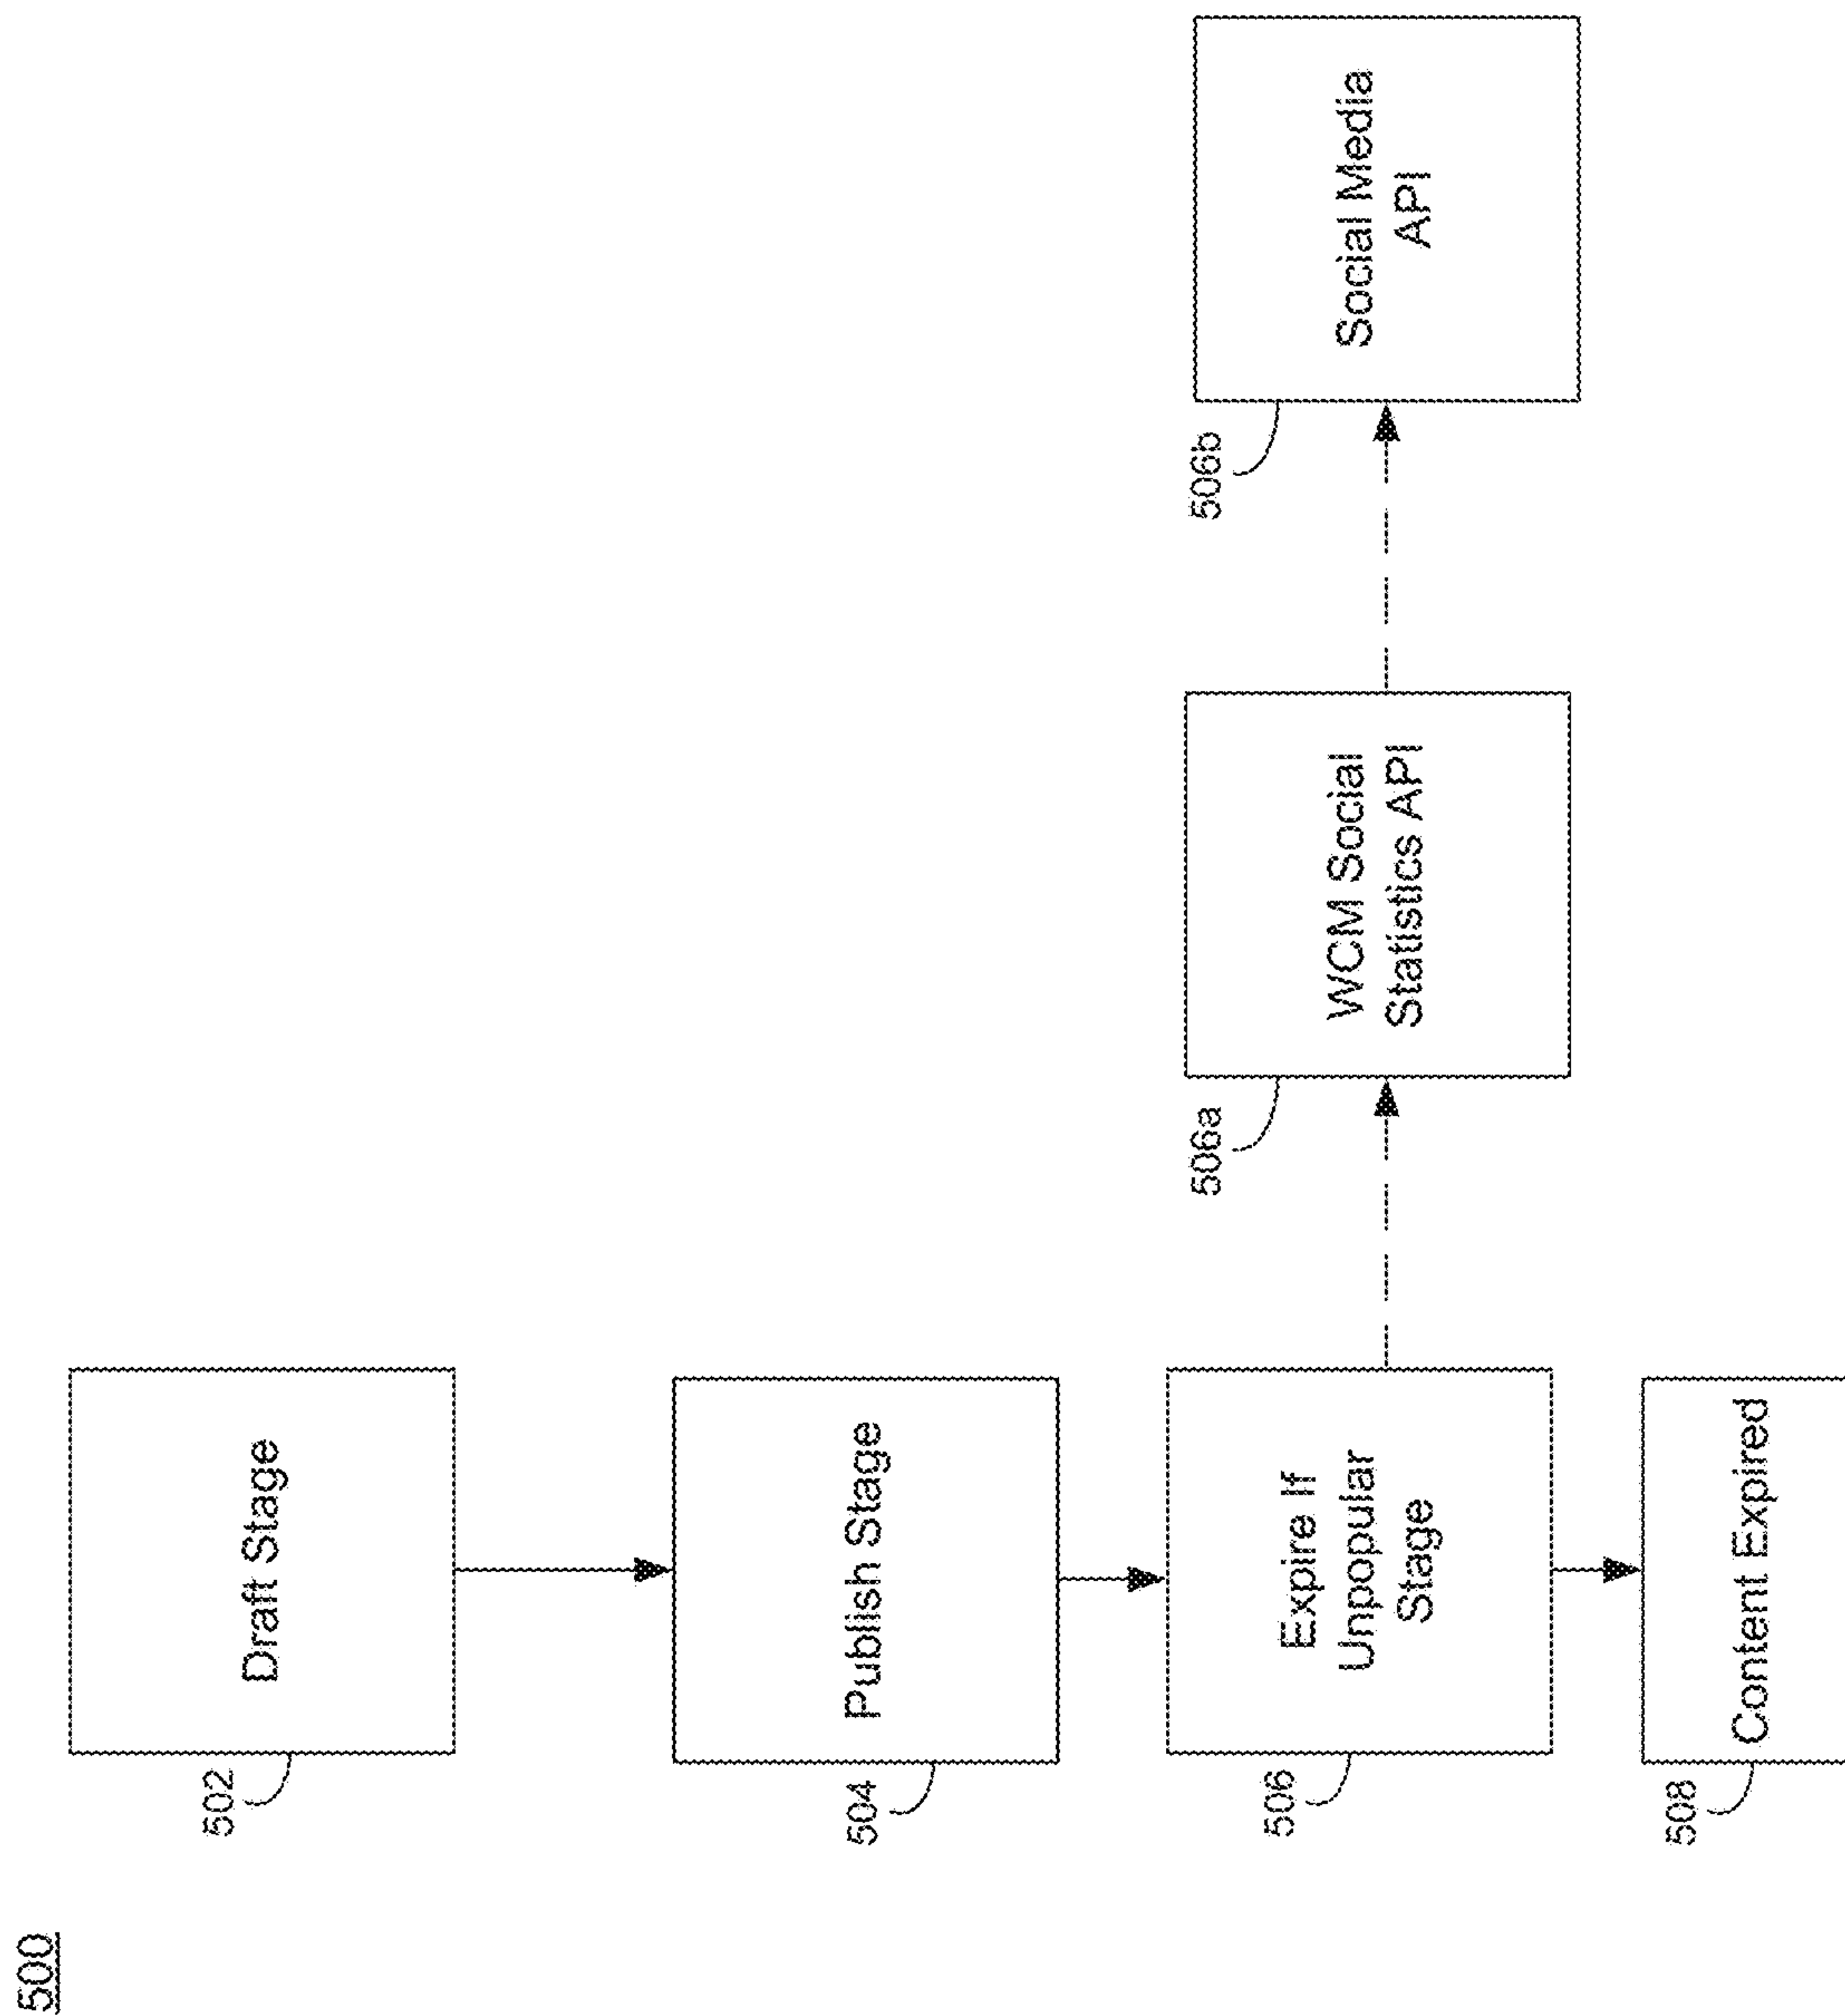 500
502
Draft Stage
504
Publish Stage
506
Expire If
Unpopular
Stage
506a
WCM Social
Statistics API
506b
Social Media
API
508
Content Expired